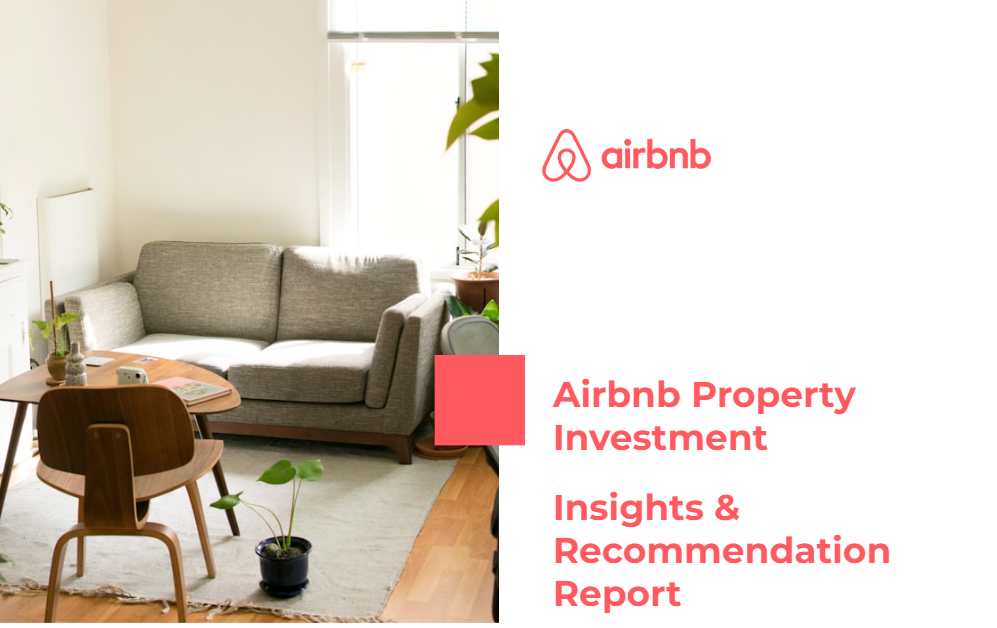 airbnb
Airbnb Property
Investment
Insights &
Recommendation
Report